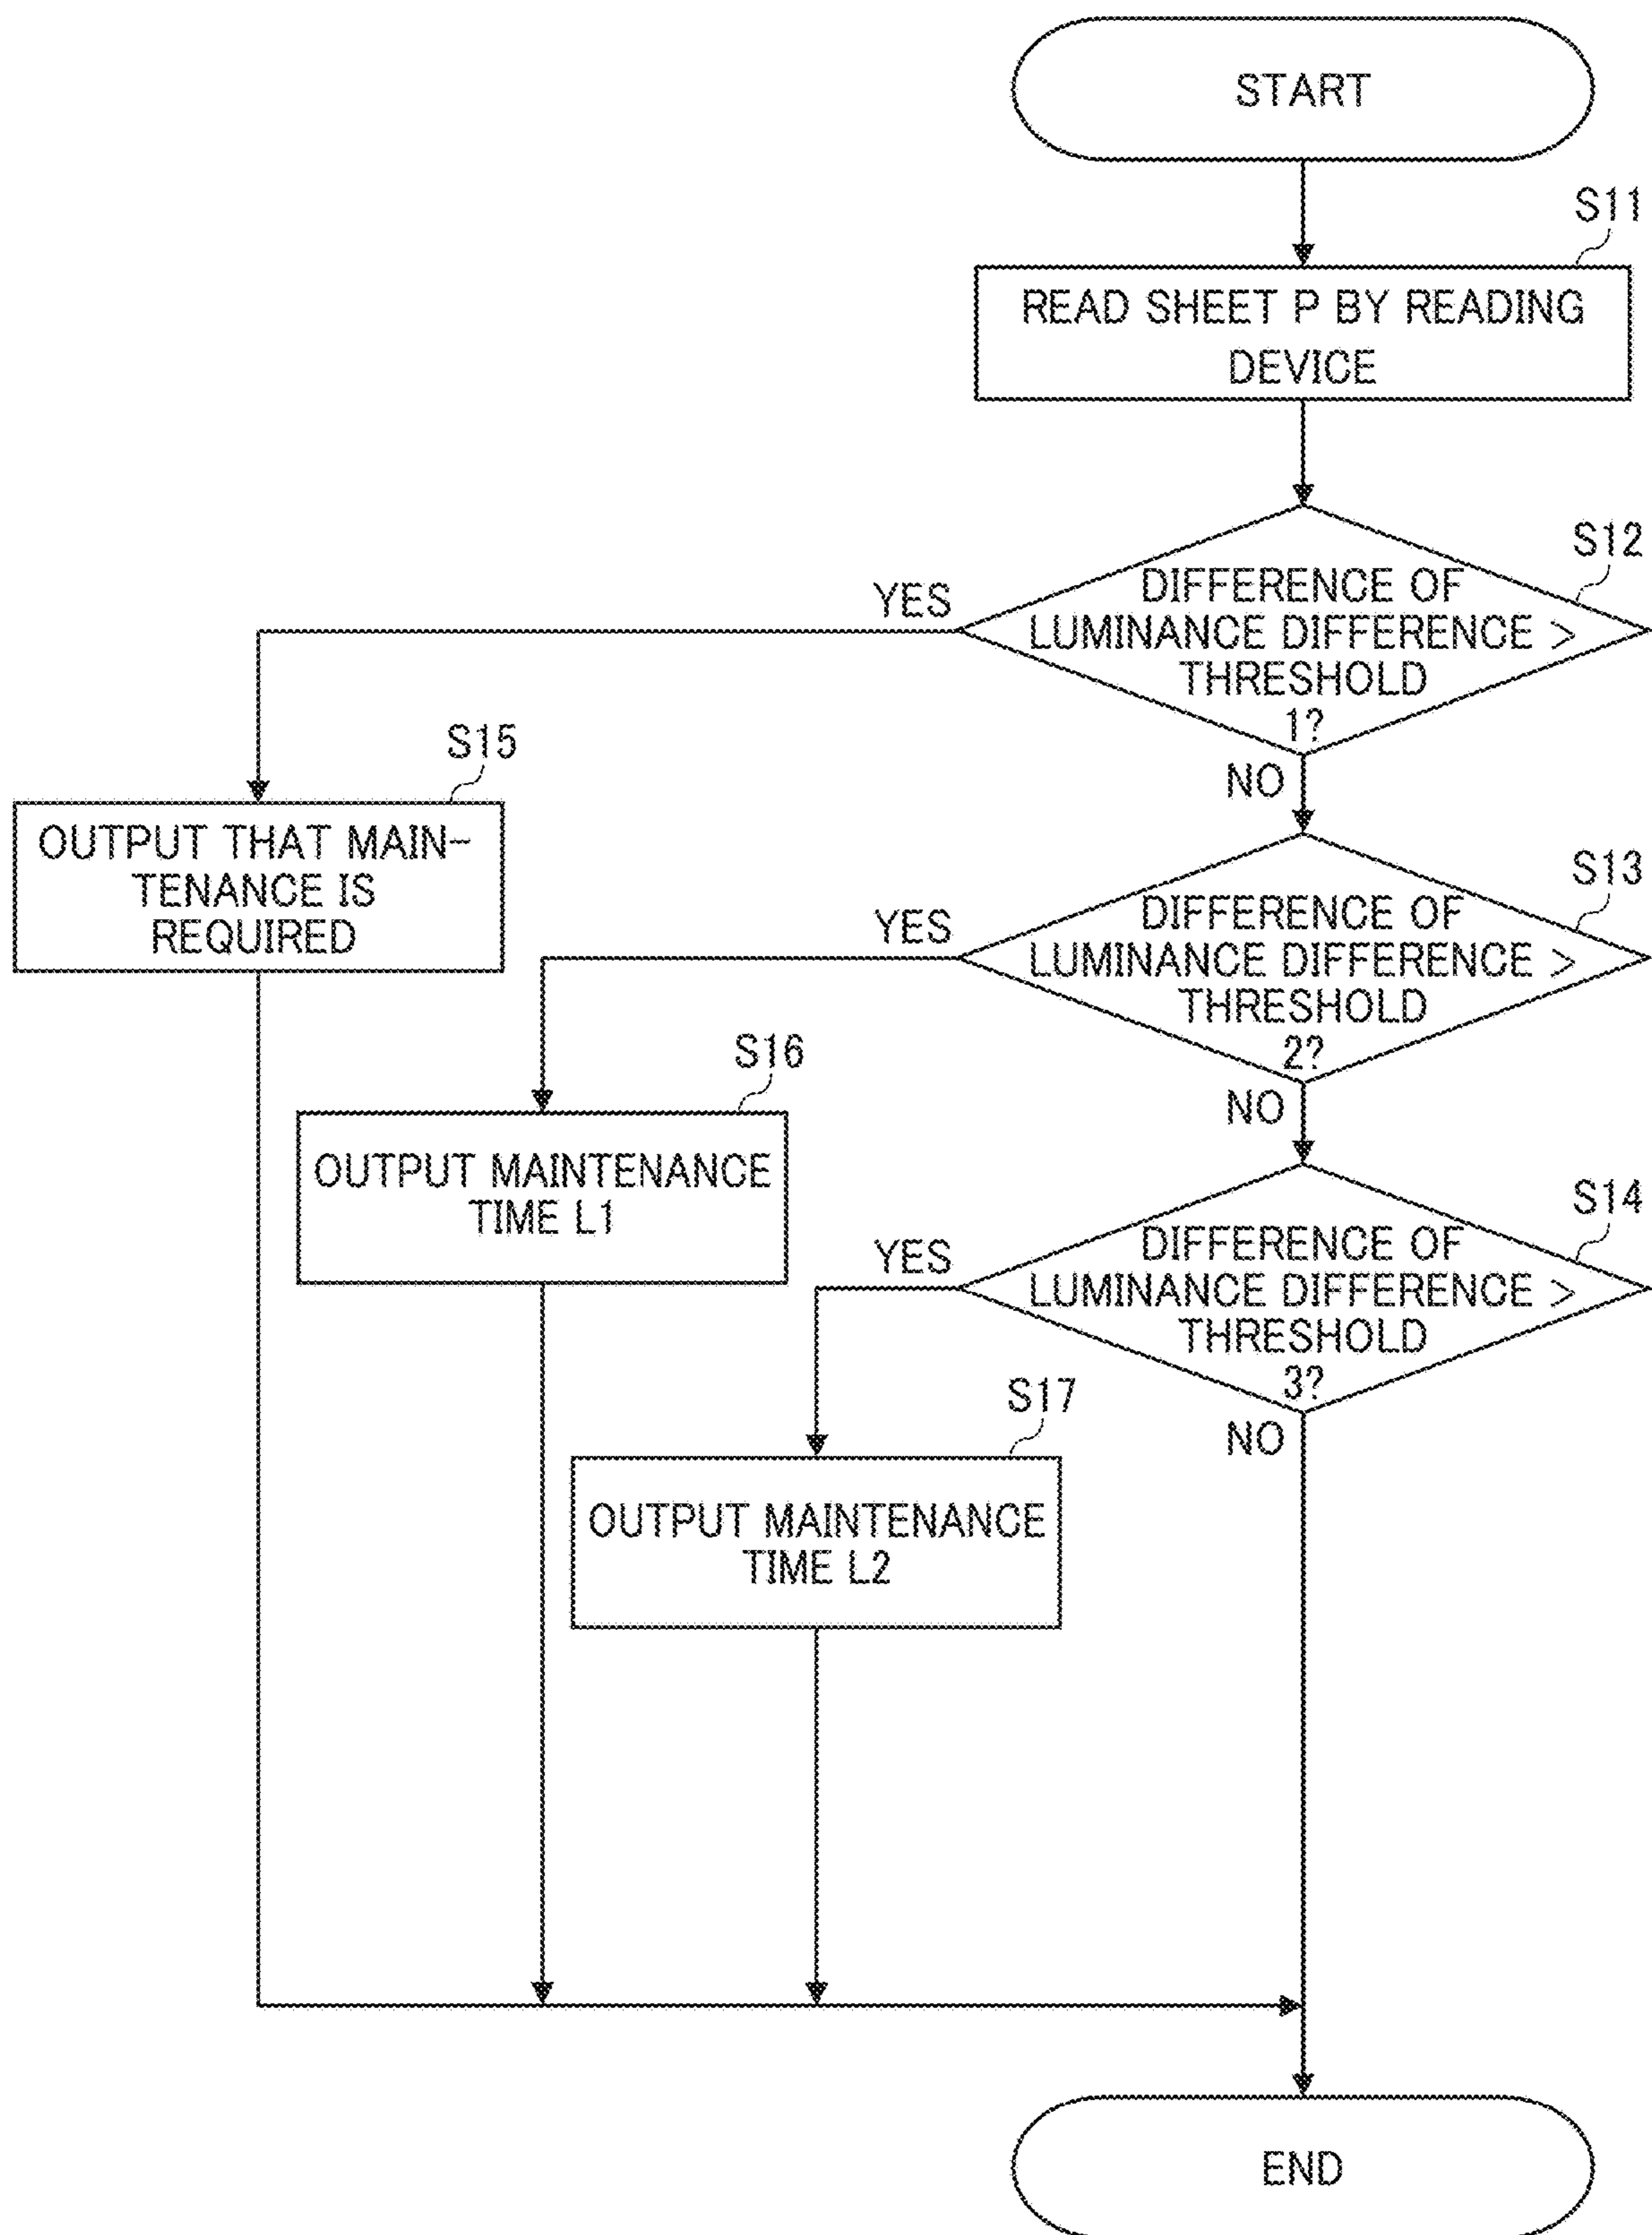 START
S11
READ SHEET P BY READING
DEVICE
S12
DIFFERENCE OF
LUMINANCE DIFFERENCE >
THRESHOLD
1?
YES
NO
S15
OUTPUT THAT MAIN-
TENANCE IS
REQUIRED
S13
DIFFERENCE OF
LUMINANCE DIFFERENCE >
THRESHOLD
2?
YES
NO
S16
OUTPUT MAINTENANCE
TIME L1
S14
DIFFERENCE OF
LUMINANCE DIFFERENCE >
THRESHOLD
3?
YES
NO
S17
OUTPUT MAINTENANCE
TIME L2
END